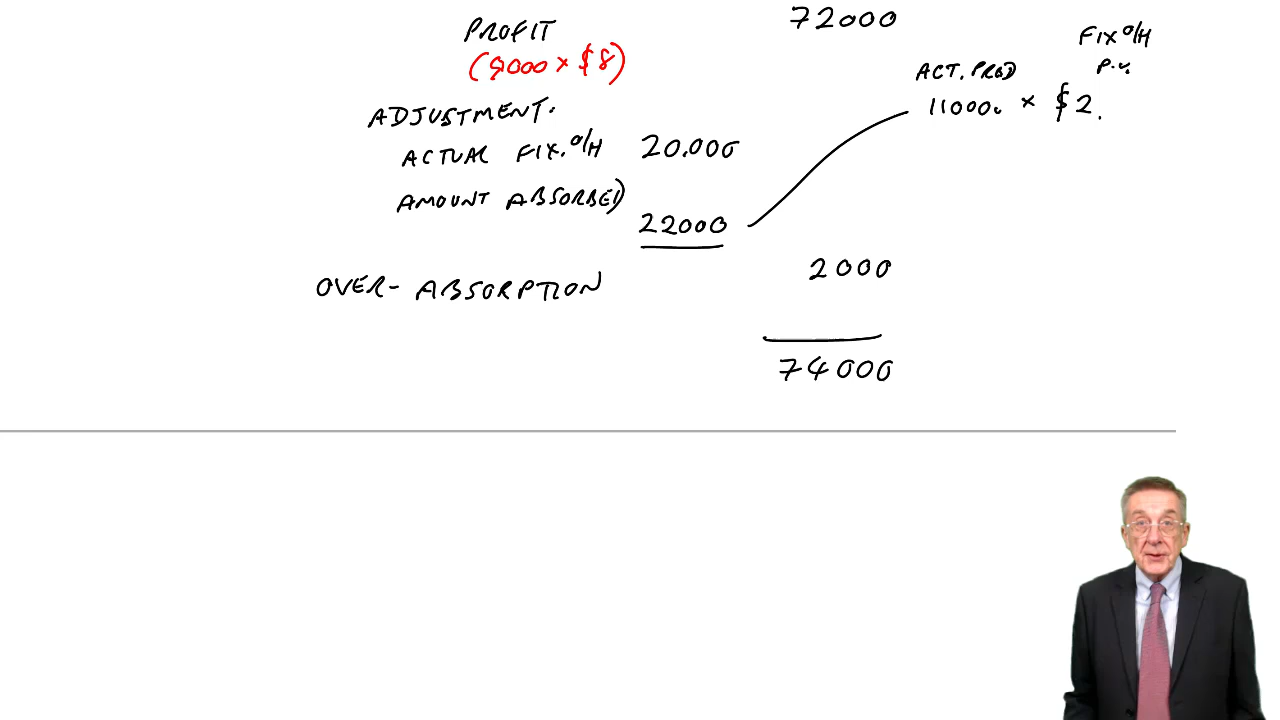 PROFIT 72000
(9000 × $8)
FIX O/H
P.U.
ACT. PROD
11000 × $2.
ADJUSTMENT.
ACTUAL FIX. O/H 20.000
AMOUNT ABSORBED
22000
OVER-ABSORPTION 2000
74000